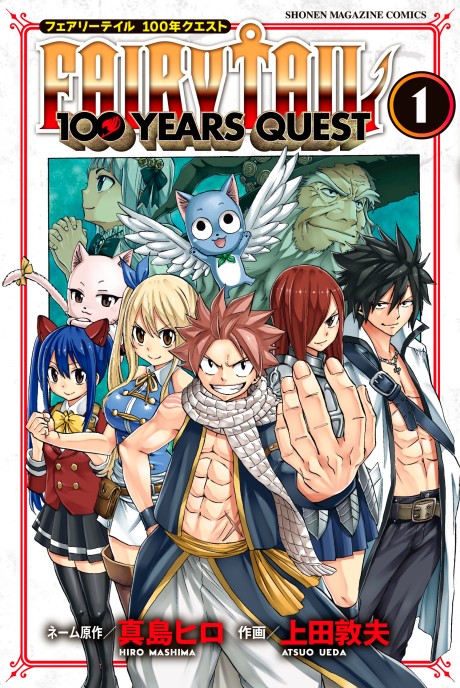 SHONEN MAGAZINE COMICS
フェアリーテイル 100年クエスト
FAIRY TAIL
100 YEARS QUEST
1
ネーム原作/真島ヒロ 作画/上田敦夫
HIRO MASHIMA ATSUO UEDA